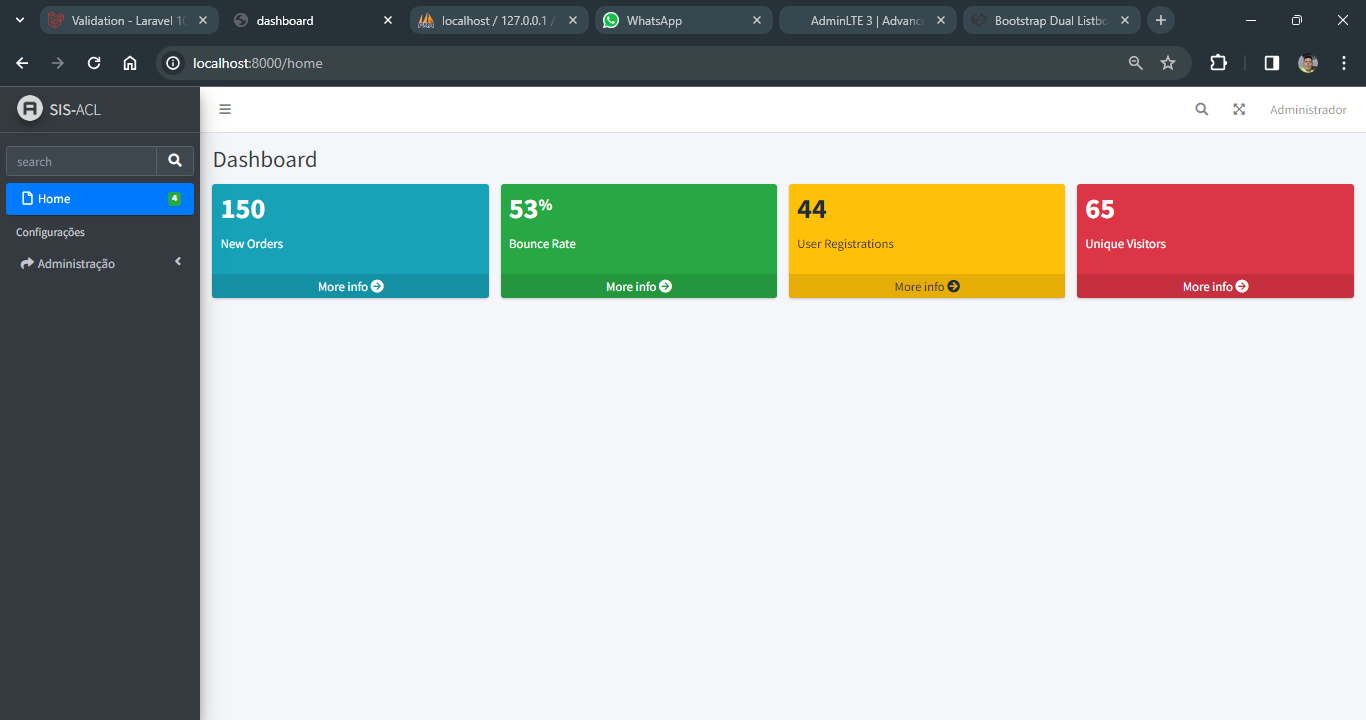 Validation - Laravel 10
dashboard
localhost / 127.0.0.1 /
WhatsApp
AdminLTE 3 | Advanc
Bootstrap Dual Listbo
localhost:8000/home
SIS-ACL
Administrador
search
Home
4
Configurações
Administração
Dashboard
150
New Orders
More info
53%
Bounce Rate
More info
44
User Registrations
More info
65
Unique Visitors
More info